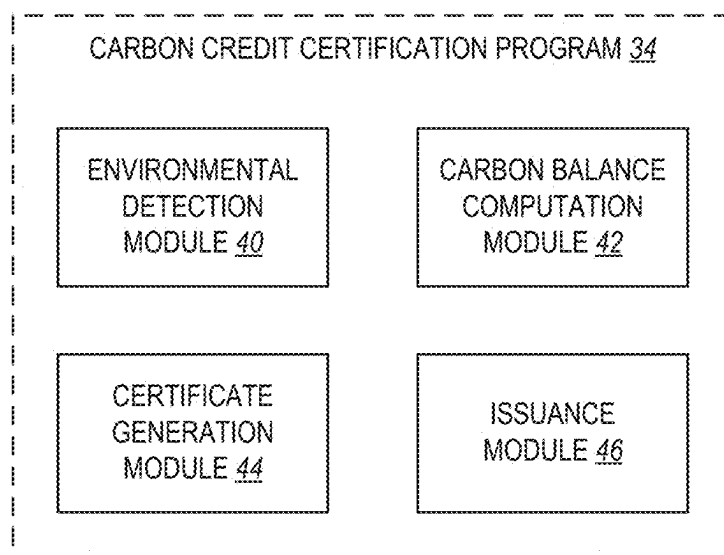 CARBON CREDIT CERTIFICATION PROGRAM 34
ENVIRONMENTAL
DETECTION
MODULE 40
CARBON BALANCE
COMPUTATION
MODULE 42
CERTIFICATE
GENERATION
MODULE 44
ISSUANCE
MODULE 46